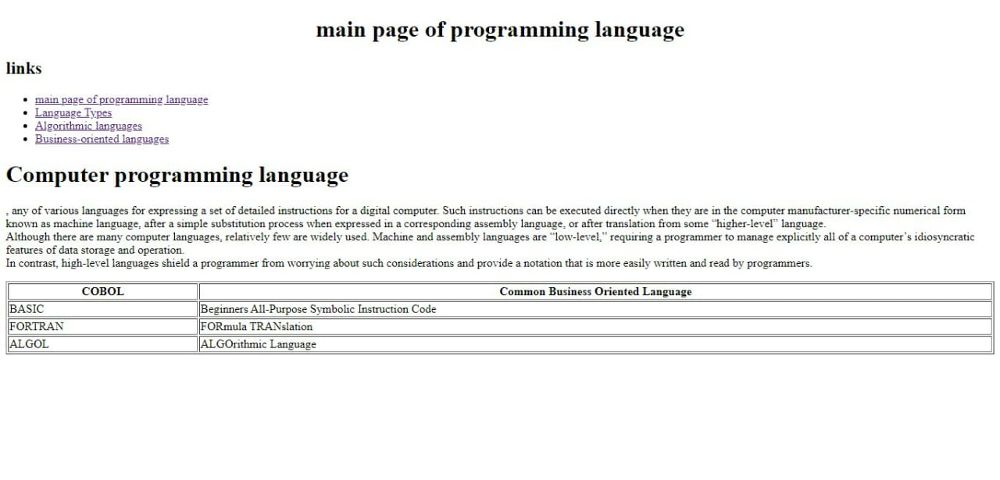 main page of programming language
links
main page of programming language
Language Types
Algorithmic languages
Business-oriented languages
Computer programming language
, any of various languages for expressing a set of detailed instructions for a digital computer. Such instructions can be executed directly when they are in the computer manufacturer-specific numerical form
known as machine language, after a simple substitution process when expressed in a corresponding assembly language, or after translation from some “higher-level” language.
Although there are many computer languages, relatively few are widely used. Machine and assembly languages are “low-level,” requiring a programmer to manage explicitly all of a computer’s idiosyncratic
features of data storage and operation.
In contrast, high-level languages shield a programmer from worrying about such considerations and provide a notation that is more easily written and read by programmers.
COBOL Common Business Oriented Language
BASIC Beginners All-Purpose Symbolic Instruction Code
FORTRAN FORmula TRANslation
ALGOL ALGOrithmic Language